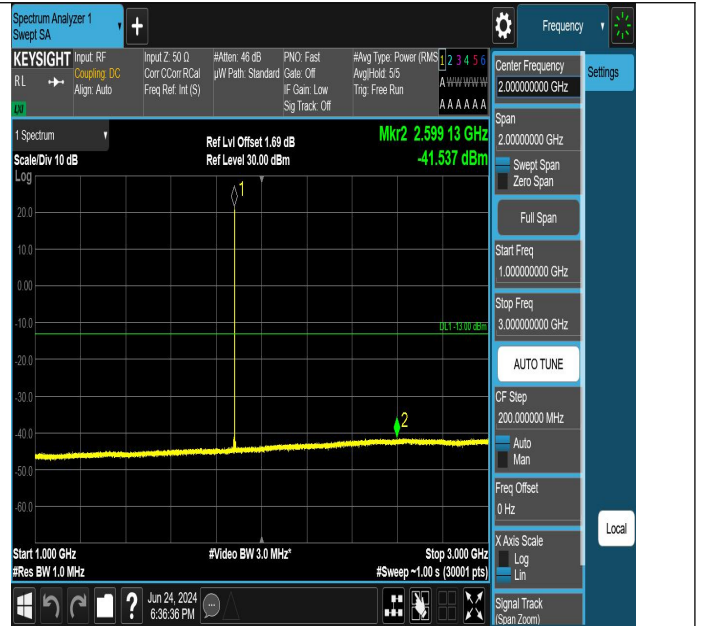 Spectrum Analyzer 1
Swept SA
+
Frequency
KEYSIGHT
RL
LXI
Input: RF
Coupling: DC
Align: Auto
Input Z: 50 Ω
Corr CCorr RCal
Freq Ref: Int (S)
#Atten: 46 dB
µW Path: Standard
PNO: Fast
Gate: Off
IF Gain: Low
Sig Track: Off
#Avg Type: Power (RMS
Avg|Hold: 5/5
Trig: Free Run
1 2 3 4 5 6
A W W W W W
A A A A A A
1 Spectrum
Scale/Div 10 dB
Ref Lvl Offset 1.69 dB
Ref Level 30.00 dBm
Mkr2 2.599 13 GHz
-41.537 dBm
Log
20.0
10.0
0.00
-10.0
-20.0
-30.0
-40.0
-50.0
-60.0
1
DL1 -13.00 dBm
2
Start 1.000 GHz
#Res BW 1.0 MHz
#Video BW 3.0 MHz*
Stop 3.000 GHz
#Sweep ~1.00 s (30001 pts)
?
Jun 24, 2024
6:36:36 PM
Center Frequency
2.000000000 GHz
Span
2.00000000 GHz
Swept Span
Zero Span
Full Span
Start Freq
1.000000000 GHz
Stop Freq
3.000000000 GHz
AUTO TUNE
CF Step
200.000000 MHz
Auto
Man
Freq Offset
0 Hz
X Axis Scale
Log
Lin
Signal Track
(Span Zoom)
Settings
Local